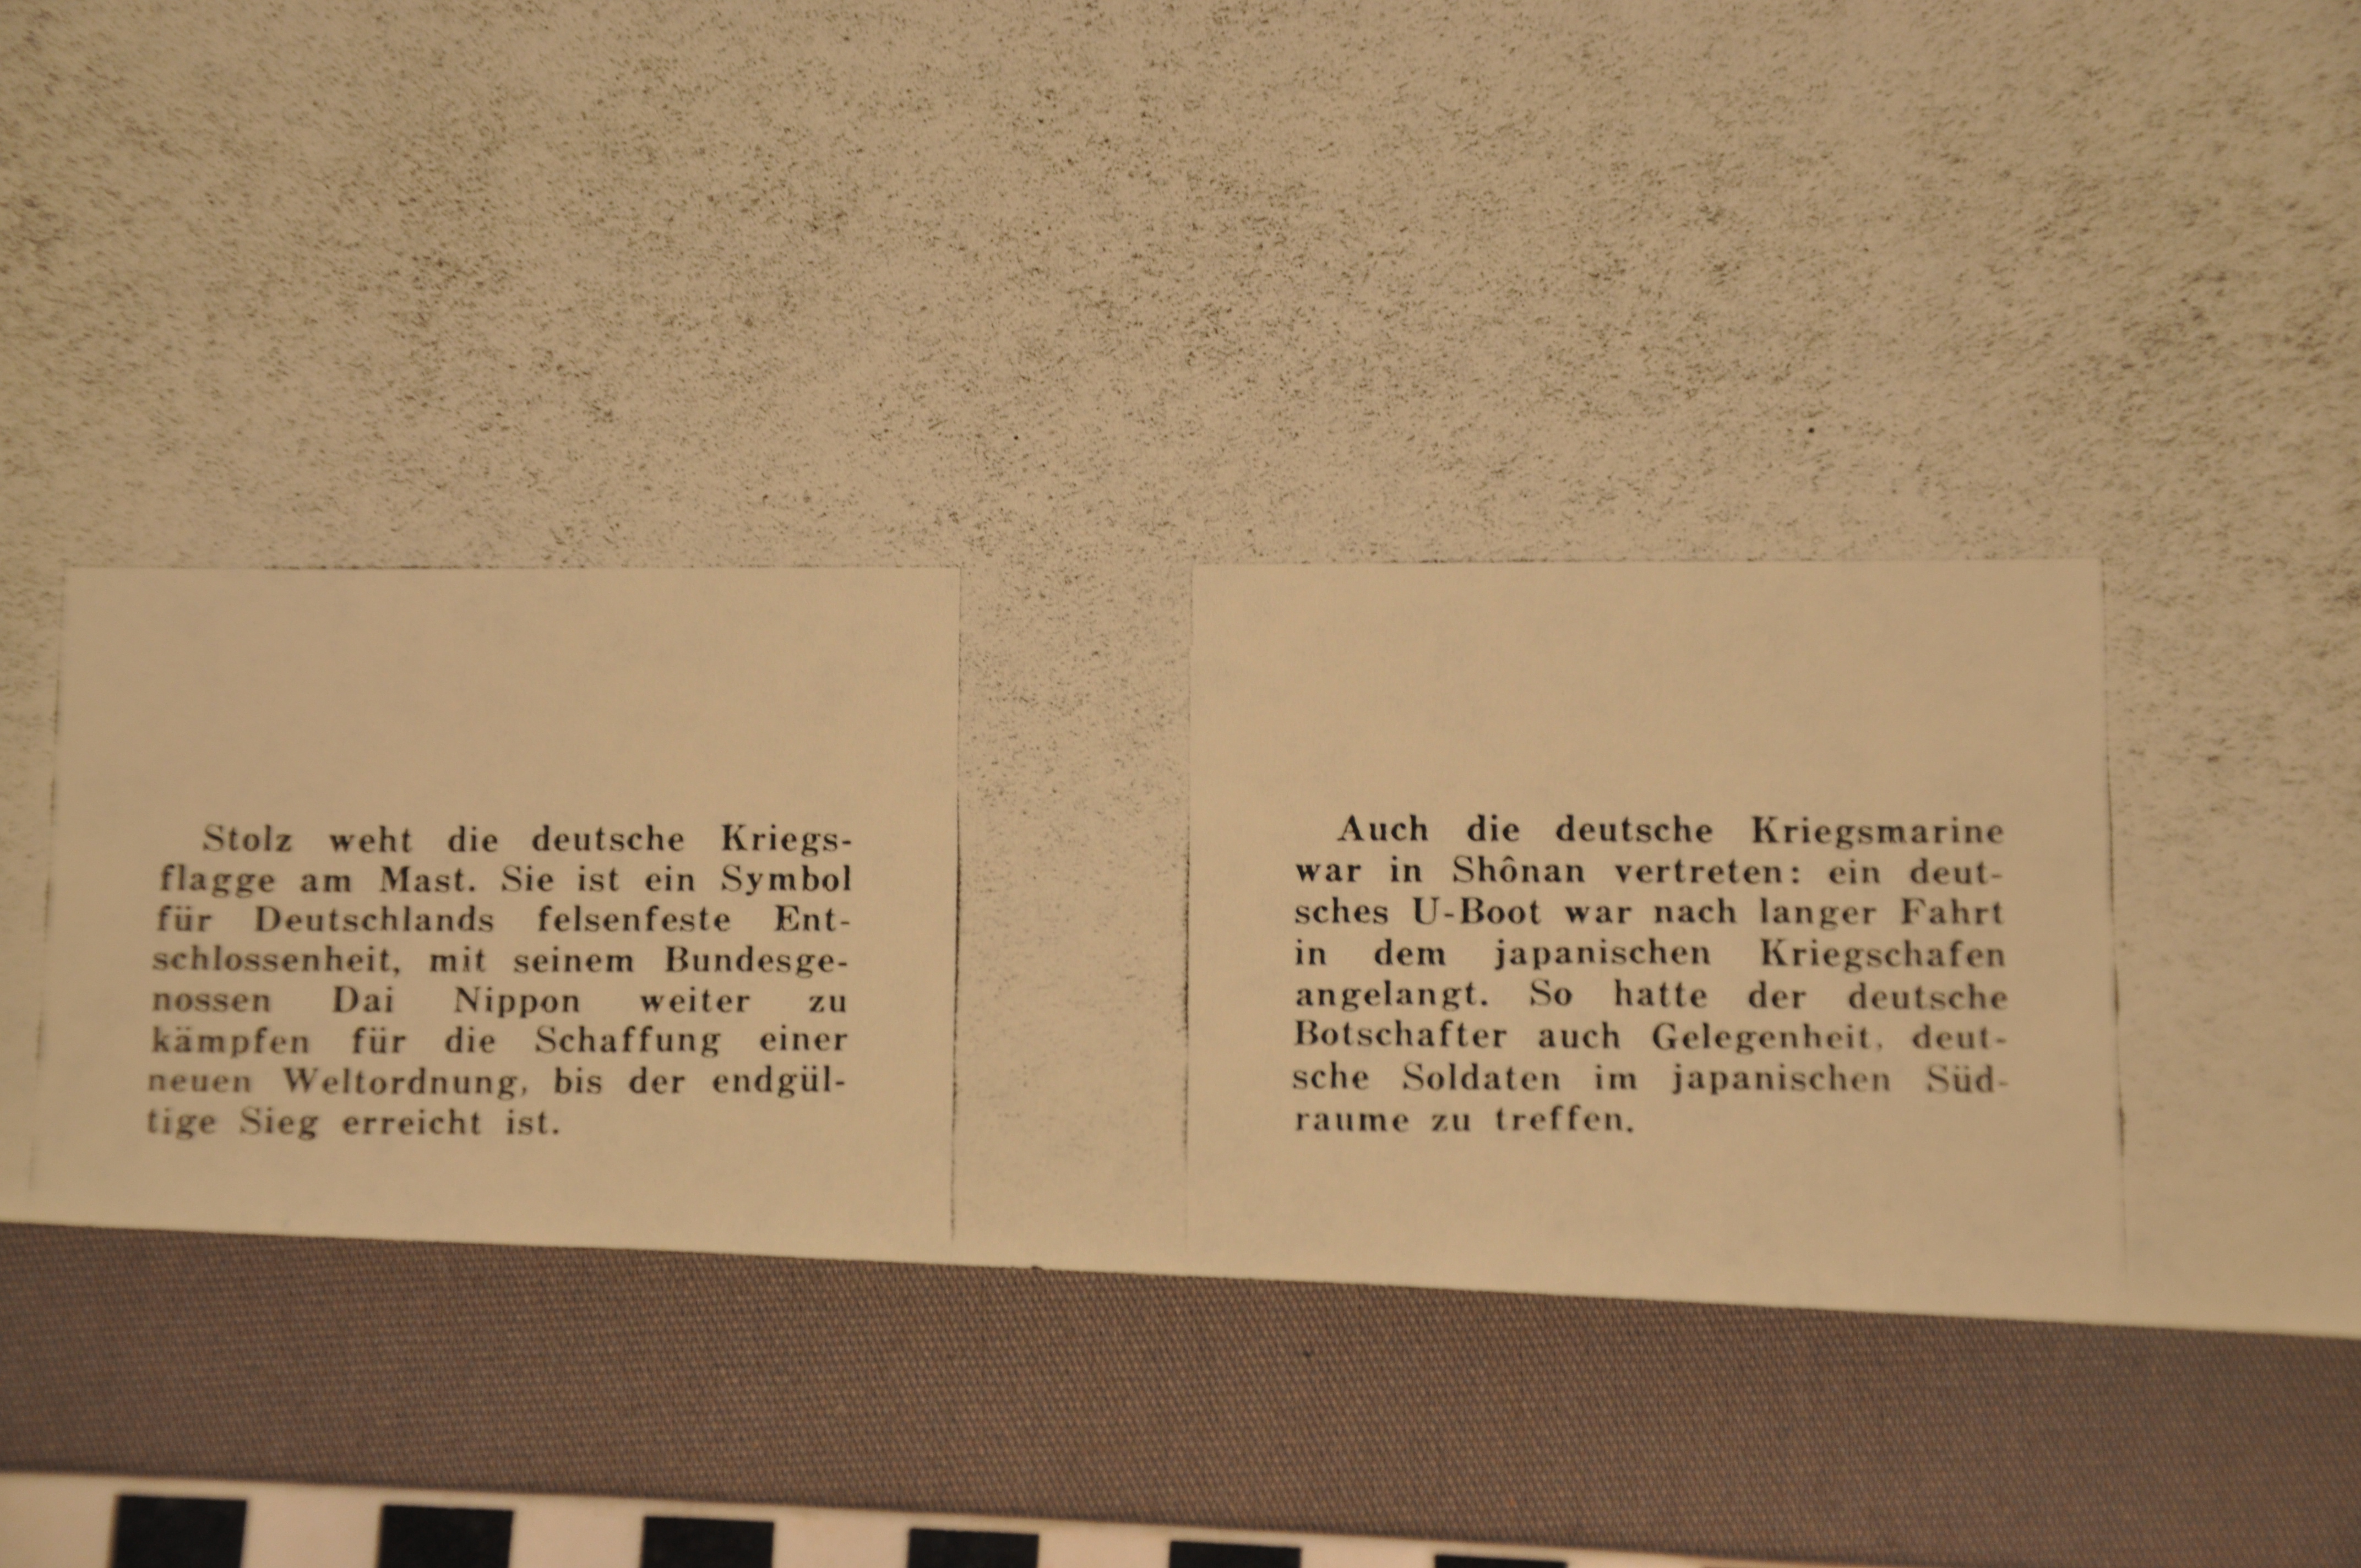 Stolz weht die deutsche Kriegs-
flagge am Mast. Sie ist ein Symbol
für Deutschlands felsenfeste Ent-
schlossenheit, mit seinem Bundesge-
nossen Dai Nippon weiter zu
kämpfen für die Schaffung einer
neuen Weltordnung, bis der endgül-
tige Sieg erreicht ist.
Auch die deutsche Kriegsmarine
war in Shônan vertreten: ein deut-
sches U-Boot war nach langer Fahrt
in dem japanischen Kriegschafen
angelangt. So hatte der deutsche
Botschafter auch Gelegenheit, deut-
sche Soldaten im japanischen Süd-
raume zu treffen.